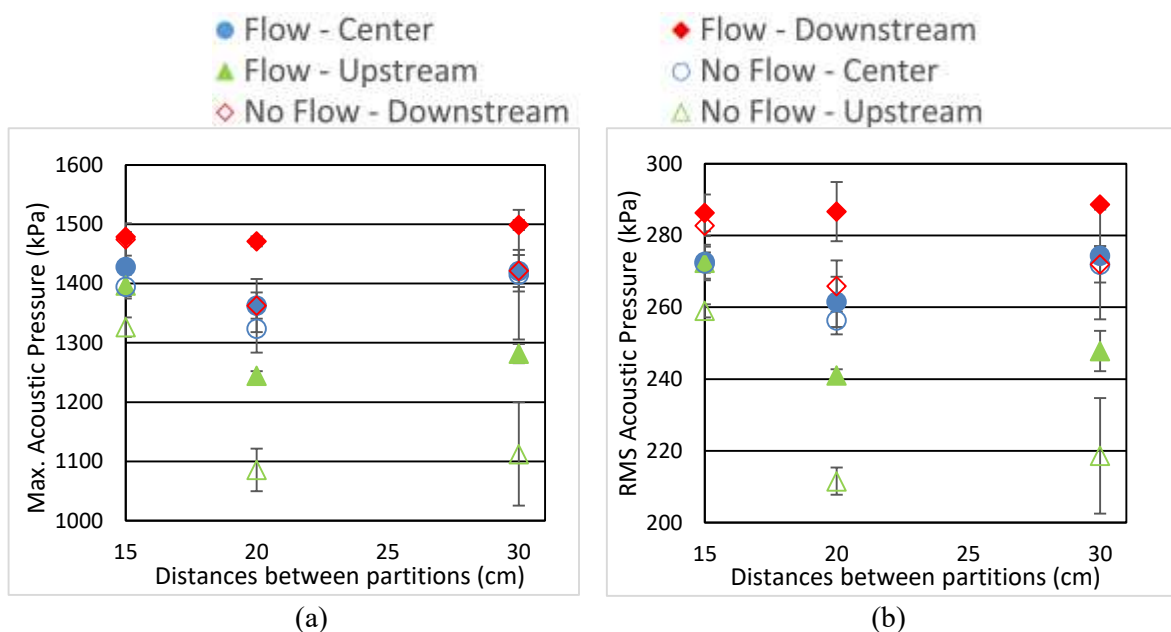 Flow - Center
Flow - Downstream
Flow - Upstream
No Flow - Center
No Flow - Downstream
No Flow - Upstream
Max. Acoustic Pressure (kPa)
1600
1500
1400
1300
1200
1100
1000
15 20 25 30
Distances between partitions (cm)
(a)
RMS Acoustic Pressure (kPa)
300
280
260
240
220
200
15 20 25 30
Distances between partitions (cm)
(b)